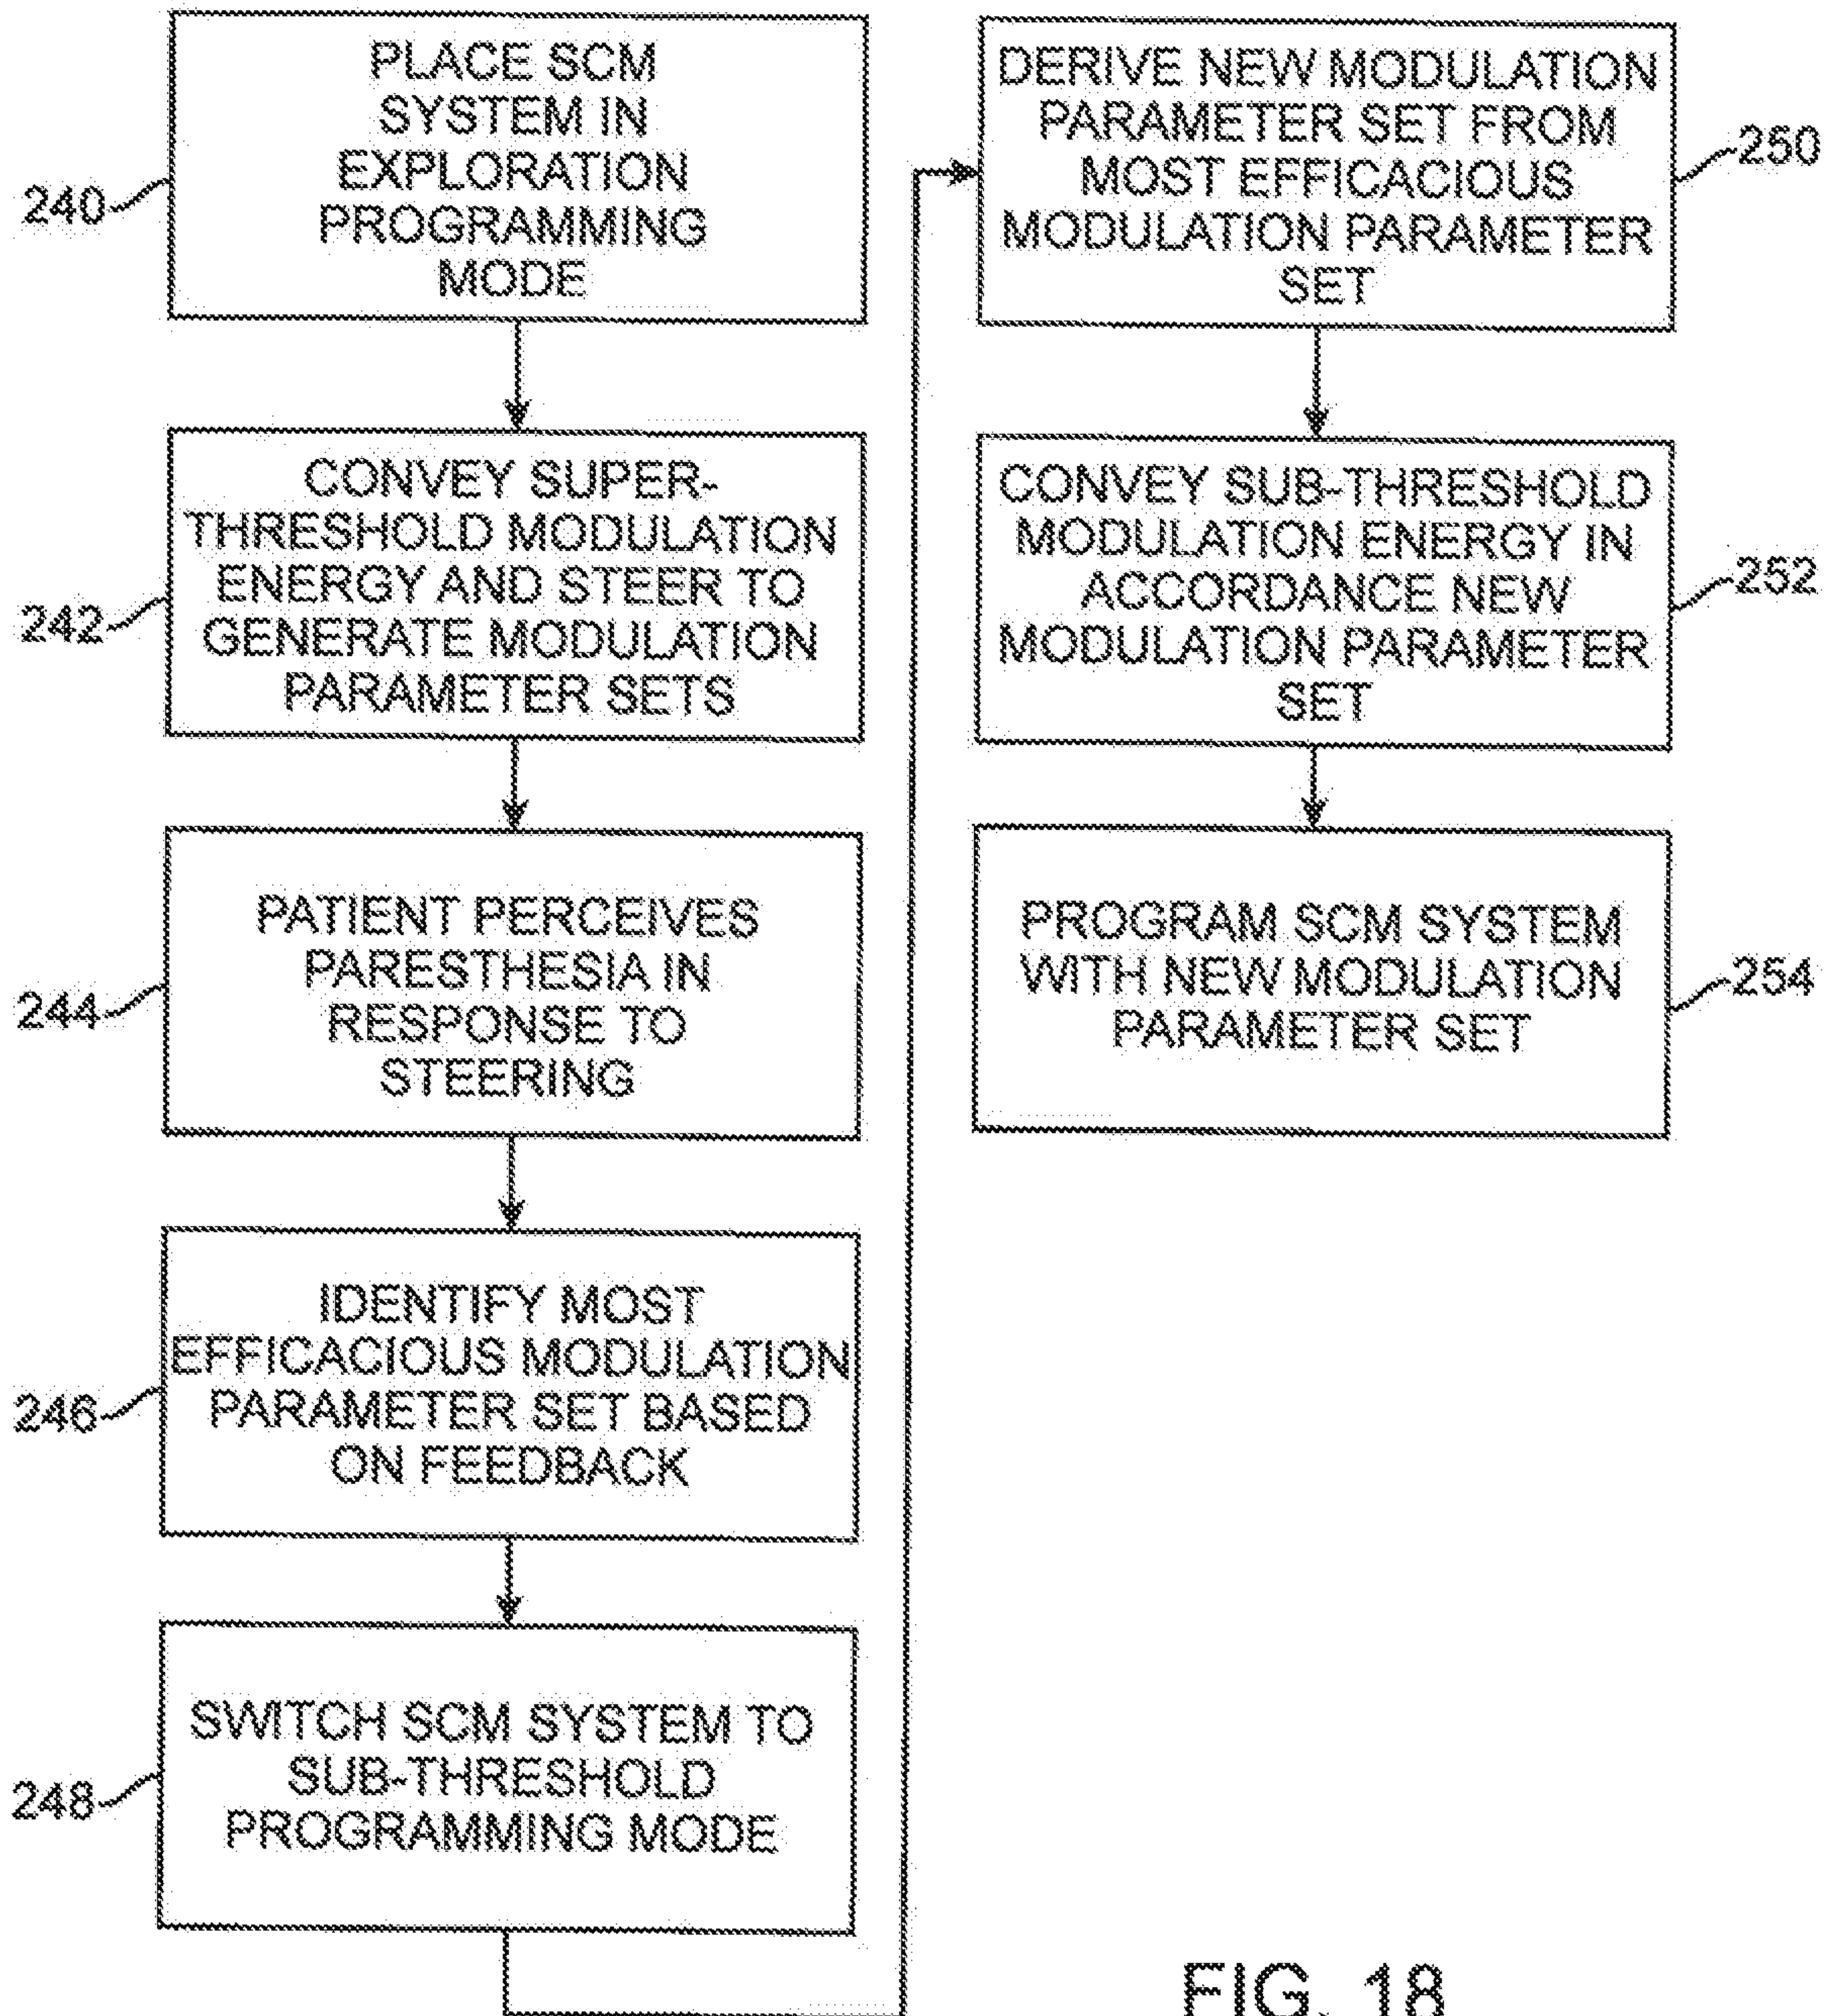 PLACE SCM
SYSTEM IN
EXPLORATION
PROGRAMMING
MODE
240
CONVEY SUPER-
THRESHOLD MODULATION
ENERGY AND STEER TO
GENERATE MODULATION
PARAMETER SETS
242
PATIENT PERCEIVES
PARESTHESIA IN
RESPONSE TO
STEERING
244
IDENTIFY MOST
EFFICACIOUS MODULATION
PARAMETER SET BASED
ON FEEDBACK
246
SWITCH SCM SYSTEM TO
SUB-THRESHOLD
PROGRAMMING MODE
248
DERIVE NEW MODULATION
PARAMETER SET FROM
MOST EFFICACIOUS
MODULATION PARAMETER
SET
250
CONVEY SUB-THRESHOLD
MODULATION ENERGY IN
ACCORDANCE NEW
MODULATION PARAMETER
SET
252
PROGRAM SCM SYSTEM
WITH NEW MODULATION
PARAMETER SET
254
FIG. 18